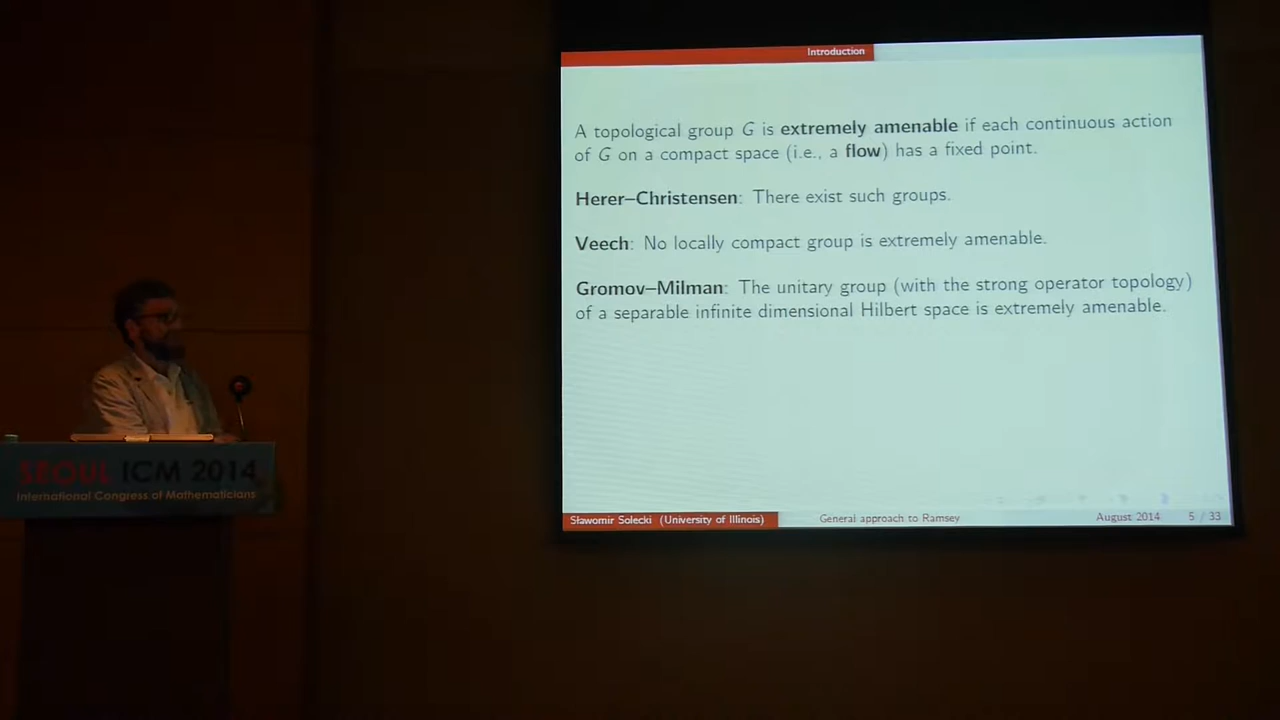 Introduction
A topological group G is extremely amenable if each continuous action
of G on a compact space (i.e., a flow) has a fixed point.
Herer–Christensen: There exist such groups.
Veech: No locally compact group is extremely amenable.
Gromov–Milman: The unitary group (with the strong operator topology)
of a separable infinite dimensional Hilbert space is extremely amenable.
Sławomir Solecki (University of Illinois) General approach to Ramsey August 2014 5 / 33
SEOUL ICM 2014
International Congress of Mathematicians